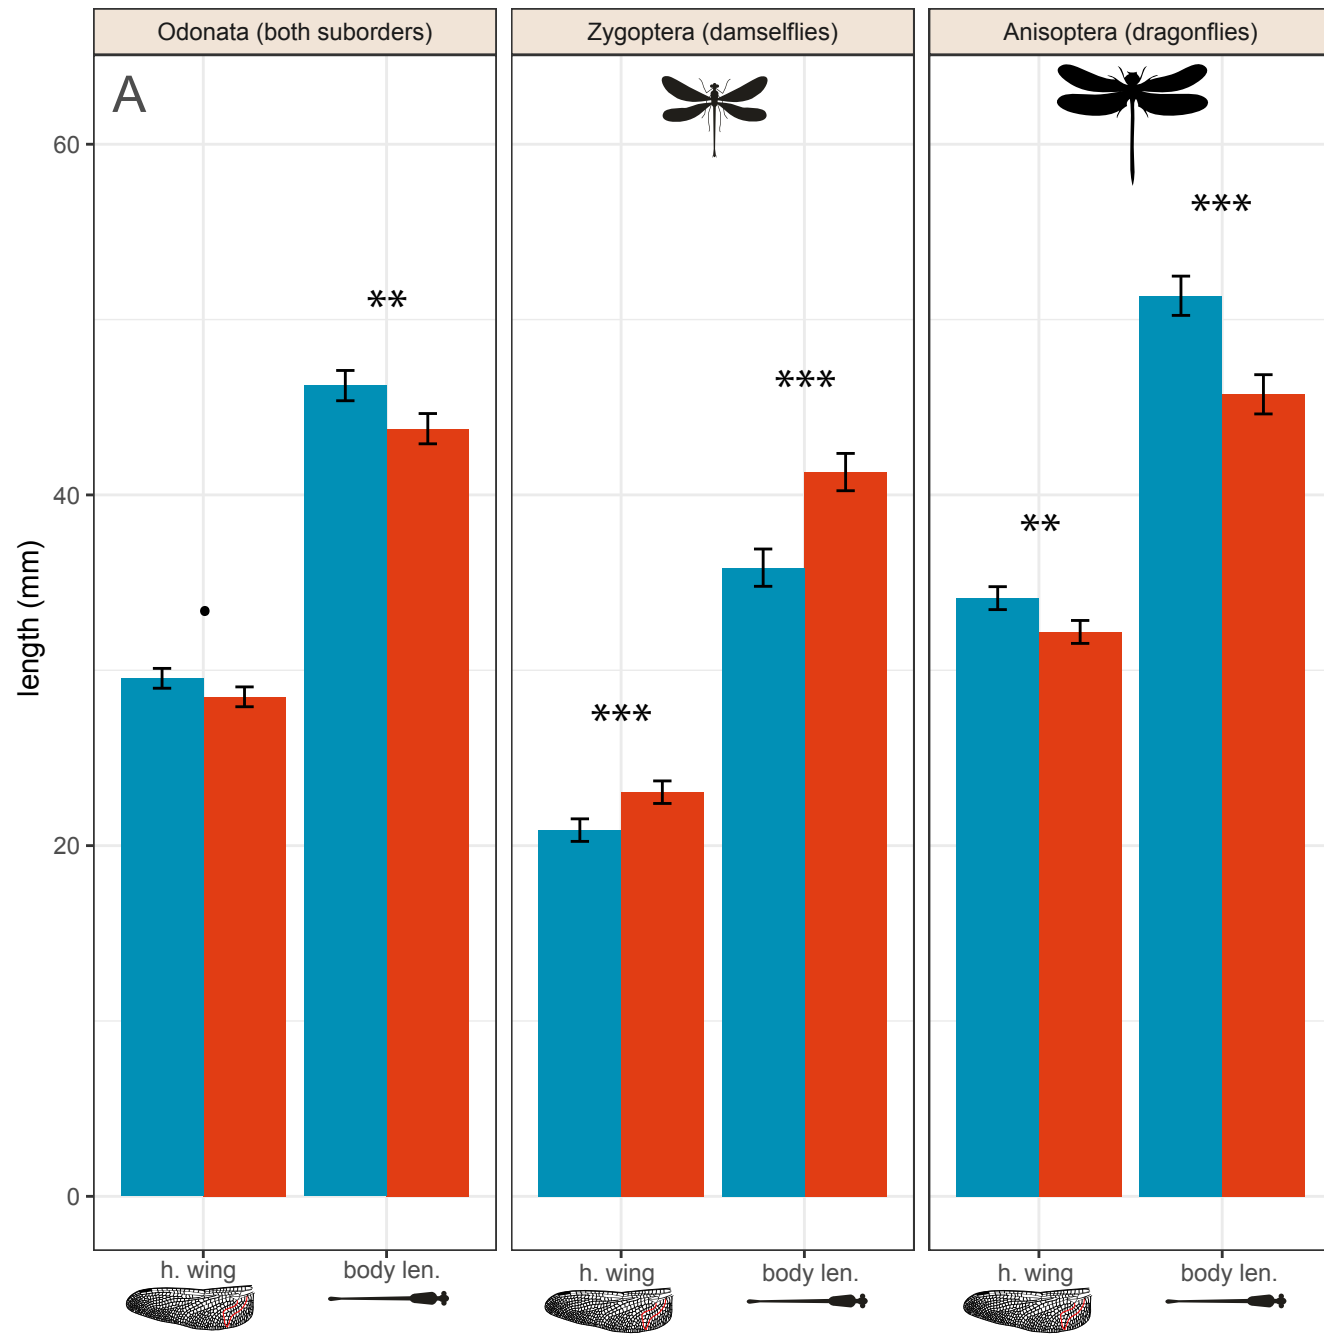 Odonata (both suborders)
Zygoptera (damselflies)
Anisoptera (dragonflies)
A
60
40
20
0
length (mm)
•
**
***
***
**
***
h. wing
body len.
h. wing
body len.
h. wing
body len.